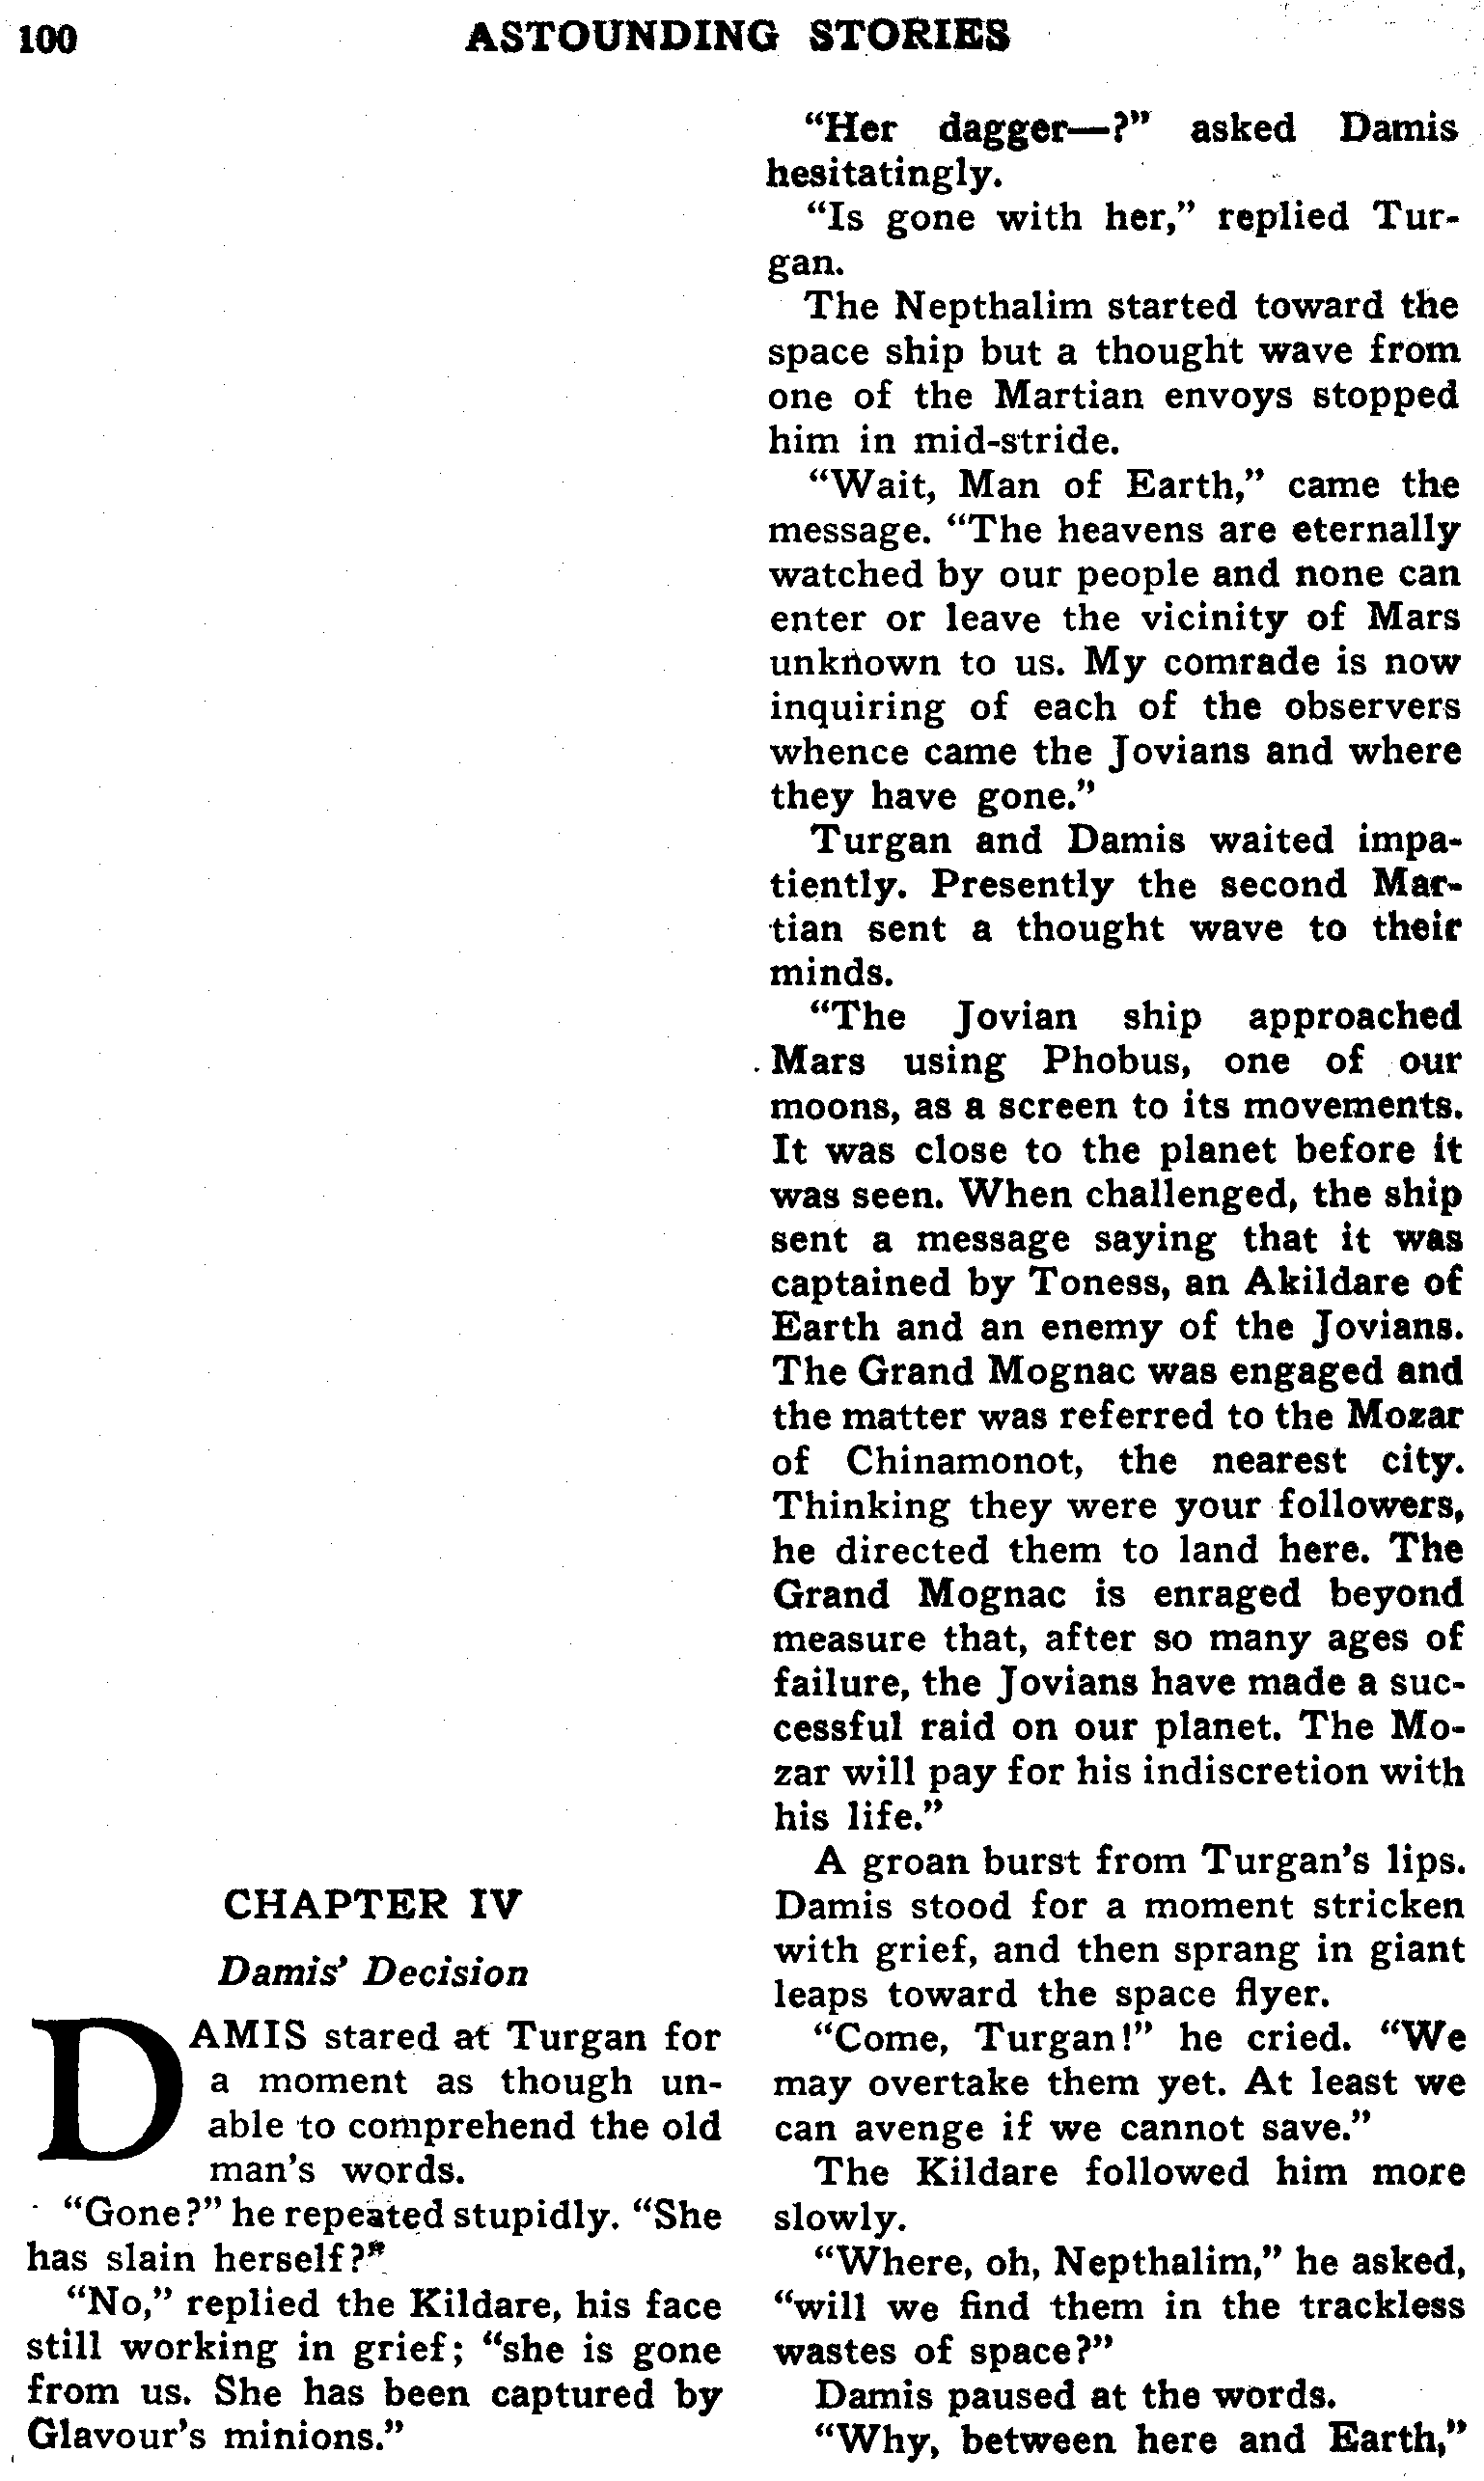 100
ASTOUNDING STORIES
CHAPTER IV
Damis' Decision
DAMIS stared at Turgan for
a moment as though un-
able to comprehend the old
man's words.
"Gone?" he repeated stupidly. "She
has slain herself?"
"No," replied the Kildare, his face
still working in grief; "she is gone
from us. She has been captured by
Glavour's minions."
"Her dagger—?" asked Damis
hesitatingly.
"Is gone with her," replied Tur-
gan.
The Nepthalim started toward the
space ship but a thought wave from
one of the Martian envoys stopped
him in mid-stride.
"Wait, Man of Earth," came the
message. "The heavens are eternally
watched by our people and none can
enter or leave the vicinity of Mars
unknown to us. My comrade is now
inquiring of each of the observers
whence came the Jovians and where
they have gone."
Turgan and Damis waited impa-
tiently. Presently the second Mar-
tian sent a thought wave to their
minds.
"The Jovian ship approached
Mars using Phobus, one of our
moons, as a screen to its movements.
It was close to the planet before it
was seen. When challenged, the ship
sent a message saying that it was
captained by Toness, an Akildare of
Earth and an enemy of the Jovians.
The Grand Mognac was engaged and
the matter was referred to the Mozar
of Chinamonot, the nearest city.
Thinking they were your followers,
he directed them to land here. The
Grand Mognac is enraged beyond
measure that, after so many ages of
failure, the Jovians have made a suc-
cessful raid on our planet. The Mo-
zar will pay for his indiscretion with
his life."
A groan burst from Turgan's lips.
Damis stood for a moment stricken
with grief, and then sprang in giant
leaps toward the space flyer.
"Come, Turgan!" he cried. "We
may overtake them yet. At least we
can avenge if we cannot save."
The Kildare followed him more
slowly.
"Where, oh, Nepthalim," he asked,
"will we find them in the trackless
wastes of space?"
Damis paused at the words.
"Why, between here and Earth,"